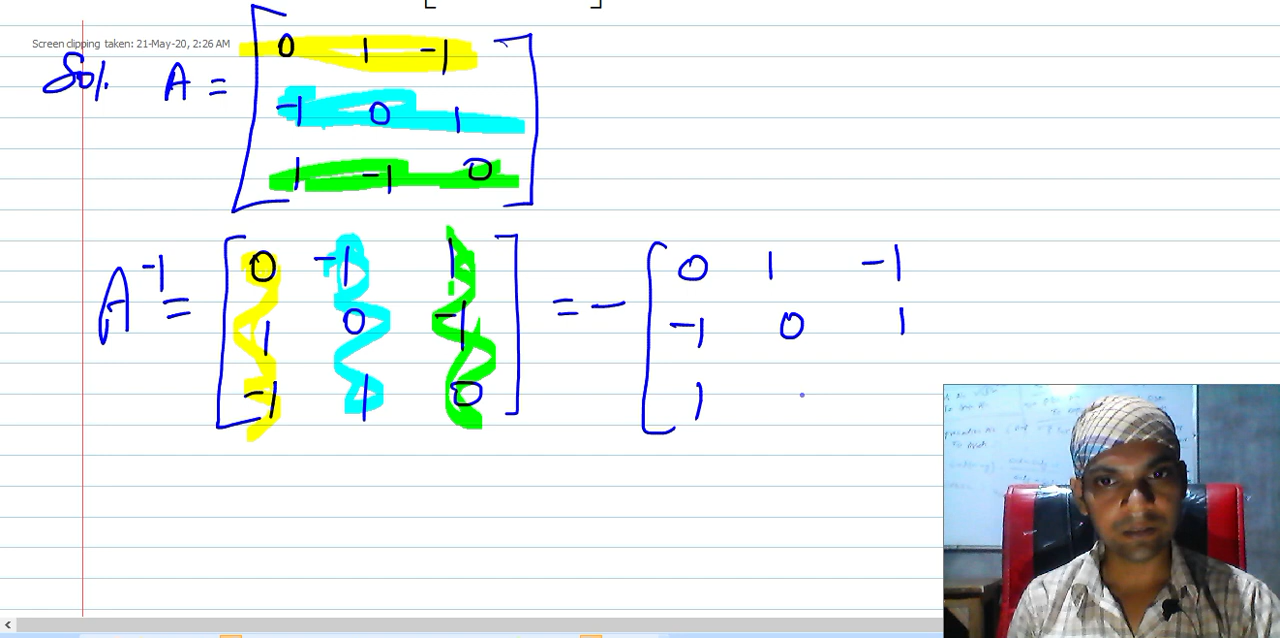 Screen clipping taken: 21-May-20, 2:26 AM
Sol. A = [ 0 1 -1
-1 0 1
1 -1 0 ]
A^-1 = [ 0 -1 1
1 0 -1
-1 1 0 ] = - [ 0 1 -1
-1 0 1
1